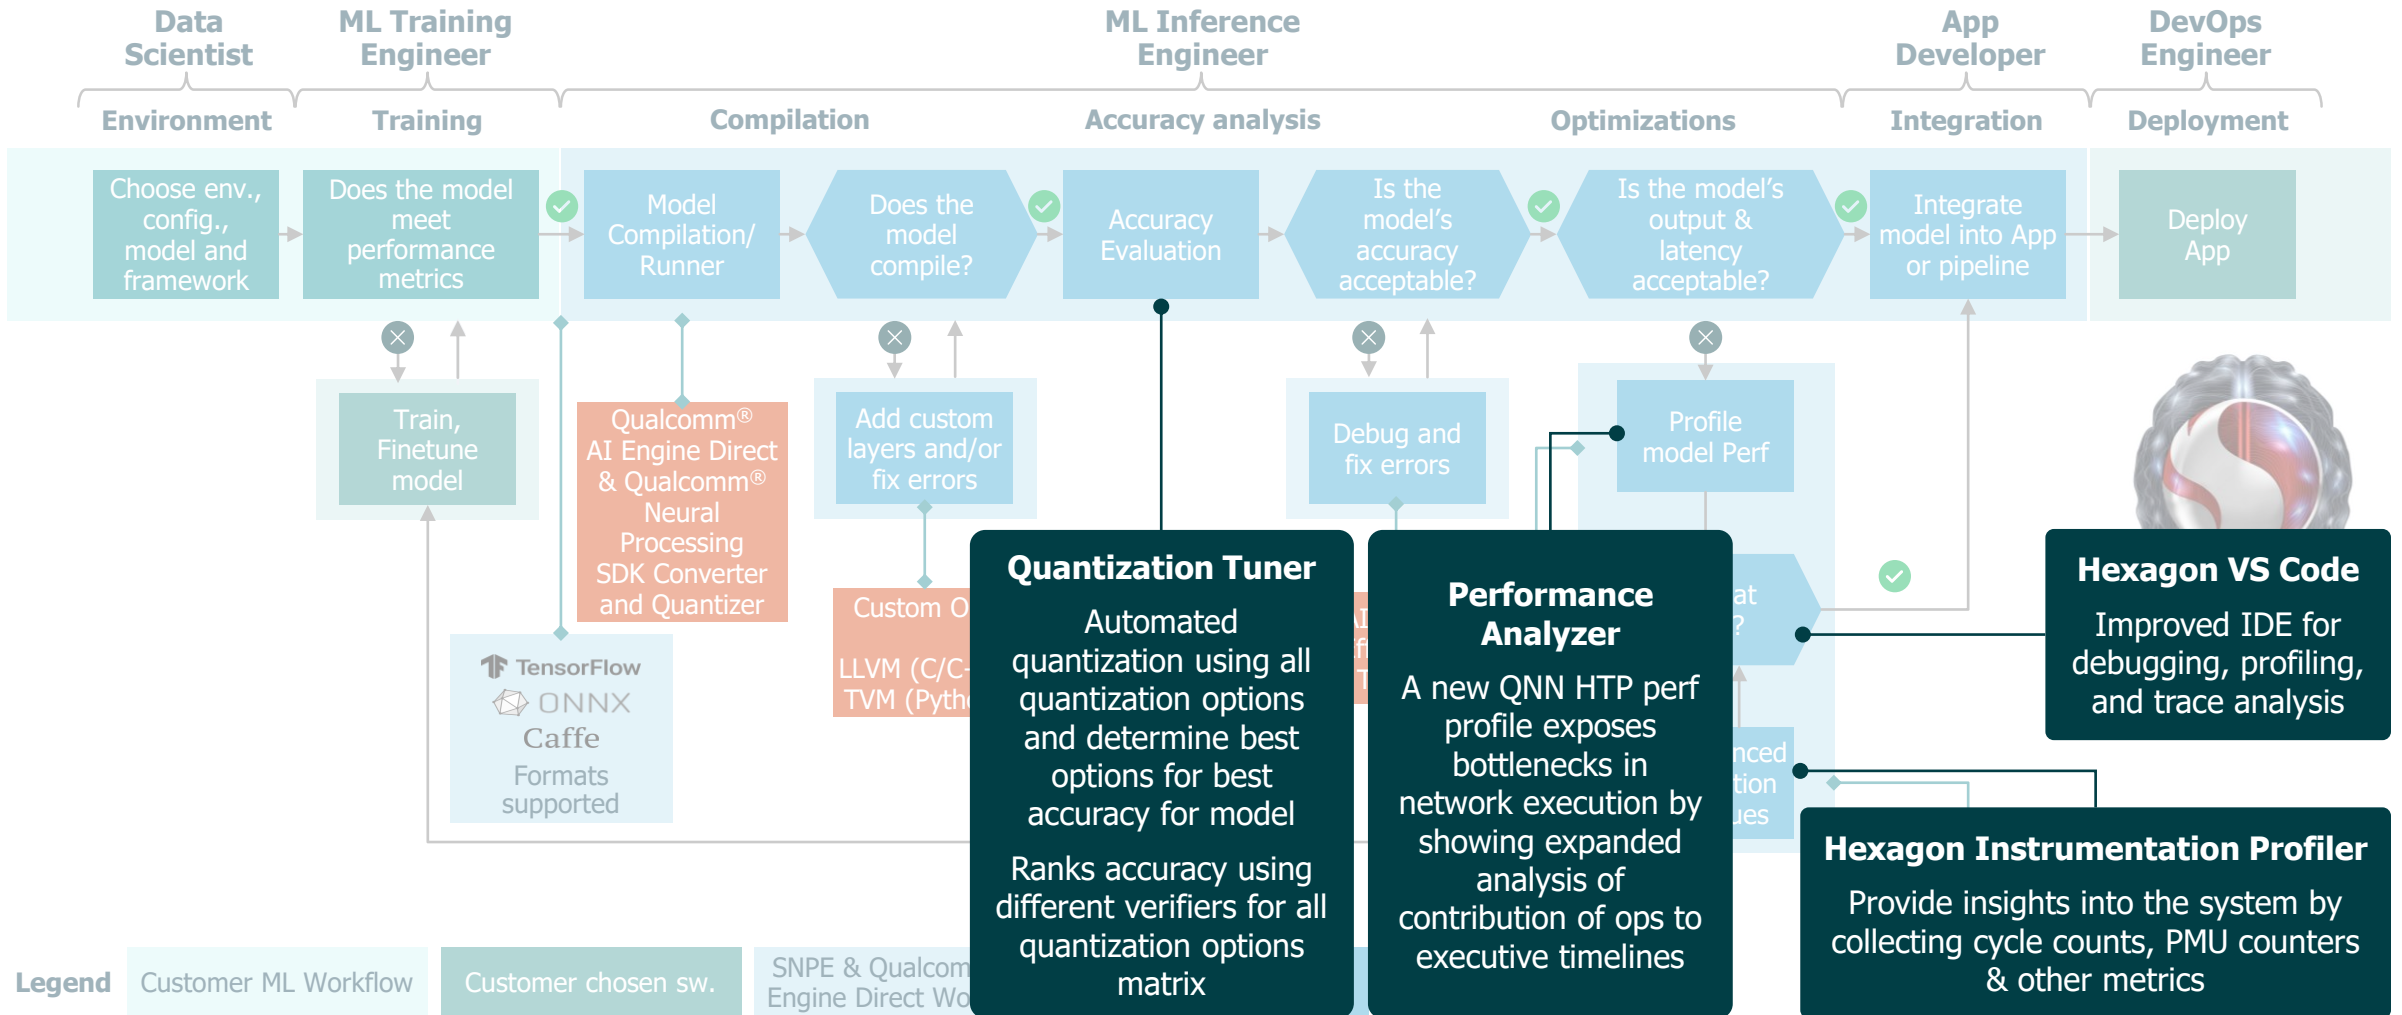 Data
Scientist
ML Training
Engineer
ML Inference
Engineer
App
Developer
DevOps
Engineer
Environment
Training
Compilation
Accuracy analysis
Optimizations
Integration
Deployment
Choose env.,
config.,
model and
framework
Does the model
meet
performance
metrics
Model
Compilation/
Runner
Does the
model
compile?
Accuracy
Evaluation
Is the
model’s
accuracy
acceptable?
Is the model’s
output &
latency
acceptable?
Integrate
model into App
or pipeline
Deploy
App
Train,
Finetune
model
Qualcomm®
AI Engine Direct
& Qualcomm®
Neural
Processing
SDK Converter
and Quantizer
Add custom
layers and/or
fix errors
Debug and
fix errors
Profile
model Perf
Custom
LLVM
TVM
TensorFlow
ONNX
Caffe
Formats
supported
Quantization Tuner
Automated
quantization using all
quantization options
and determine best
options for best
accuracy for model
Ranks accuracy using
different verifiers for all
quantization options
matrix
Performance
Analyzer
A new QNN HTP perf
profile exposes
bottlenecks in
network execution by
showing expanded
analysis of
contribution of ops to
executive timelines
Hexagon VS Code
Improved IDE for
debugging, profiling,
and trace analysis
Hexagon Instrumentation Profiler
Provide insights into the system by
collecting cycle counts, PMU counters
& other metrics
Legend
Customer ML Workflow
Customer chosen sw.
SNPE &
Engine Direct